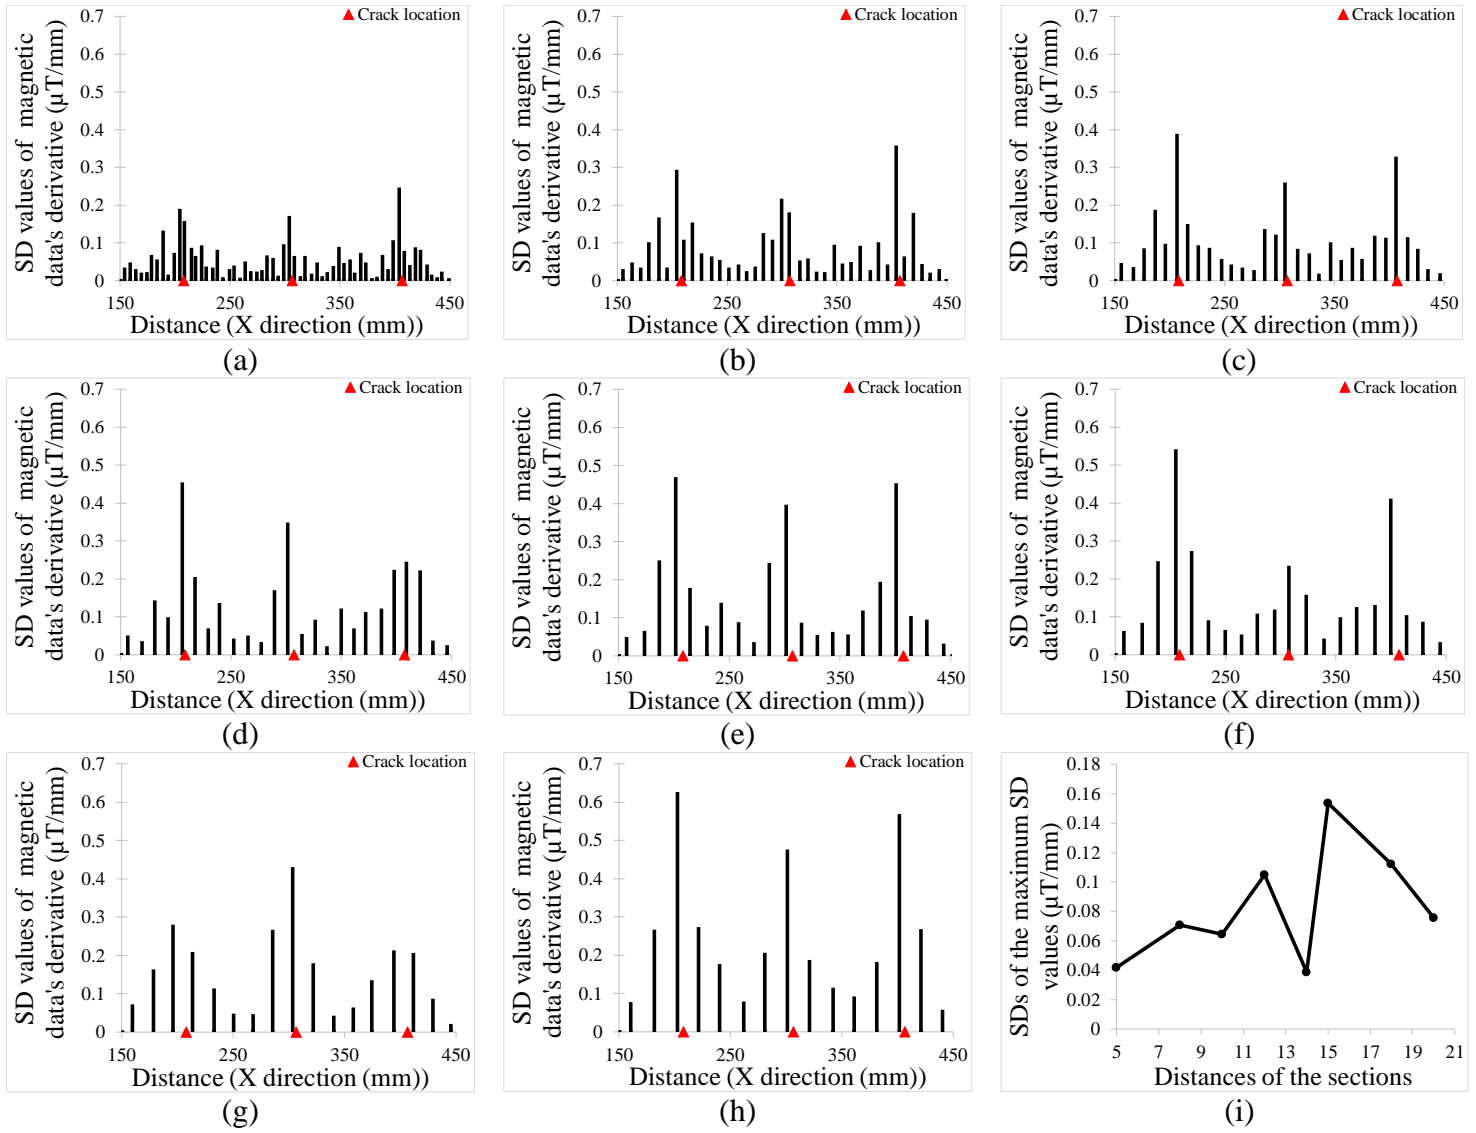 Crack location
SD values of magnetic
data's derivative (µT/mm)
0.7
0.6
0.5
0.4
0.3
0.2
0.1
0
150 250 350 450
Distance (X direction (mm))
(a)
Crack location
SD values of magnetic
data's derivative (µT/mm)
0.7
0.6
0.5
0.4
0.3
0.2
0.1
0
150 250 350 450
Distance (X direction (mm))
(b)
Crack location
SD values of magnetic
data's derivative (µT/mm)
0.7
0.6
0.5
0.4
0.3
0.2
0.1
0
150 250 350 450
Distance (X direction (mm))
(c)
Crack location
SD values of magnetic
data's derivative (µT/mm)
0.7
0.6
0.5
0.4
0.3
0.2
0.1
0
150 250 350 450
Distance (X direction (mm))
(d)
Crack location
SD values of magnetic
data's derivative (µT/mm)
0.7
0.6
0.5
0.4
0.3
0.2
0.1
0
150 250 350 450
Distance (X direction (mm))
(e)
Crack location
SD values of magnetic
data's derivative (µT/mm)
0.7
0.6
0.5
0.4
0.3
0.2
0.1
0
150 250 350 450
Distance (X direction (mm))
(f)
Crack location
SD values of magnetic
data's derivative (µT/mm)
0.7
0.6
0.5
0.4
0.3
0.2
0.1
0
150 250 350 450
Distance (X direction (mm))
(g)
Crack location
SD values of magnetic
data's derivative (µT/mm)
0.7
0.6
0.5
0.4
0.3
0.2
0.1
0
150 250 350 450
Distance (X direction (mm))
(h)
SDs of the maximum SD
values (µT/mm)
0.18
0.16
0.14
0.12
0.1
0.08
0.06
0.04
0.02
0
5 7 9 11 13 15 17 19 21
Distances of the sections
(i)